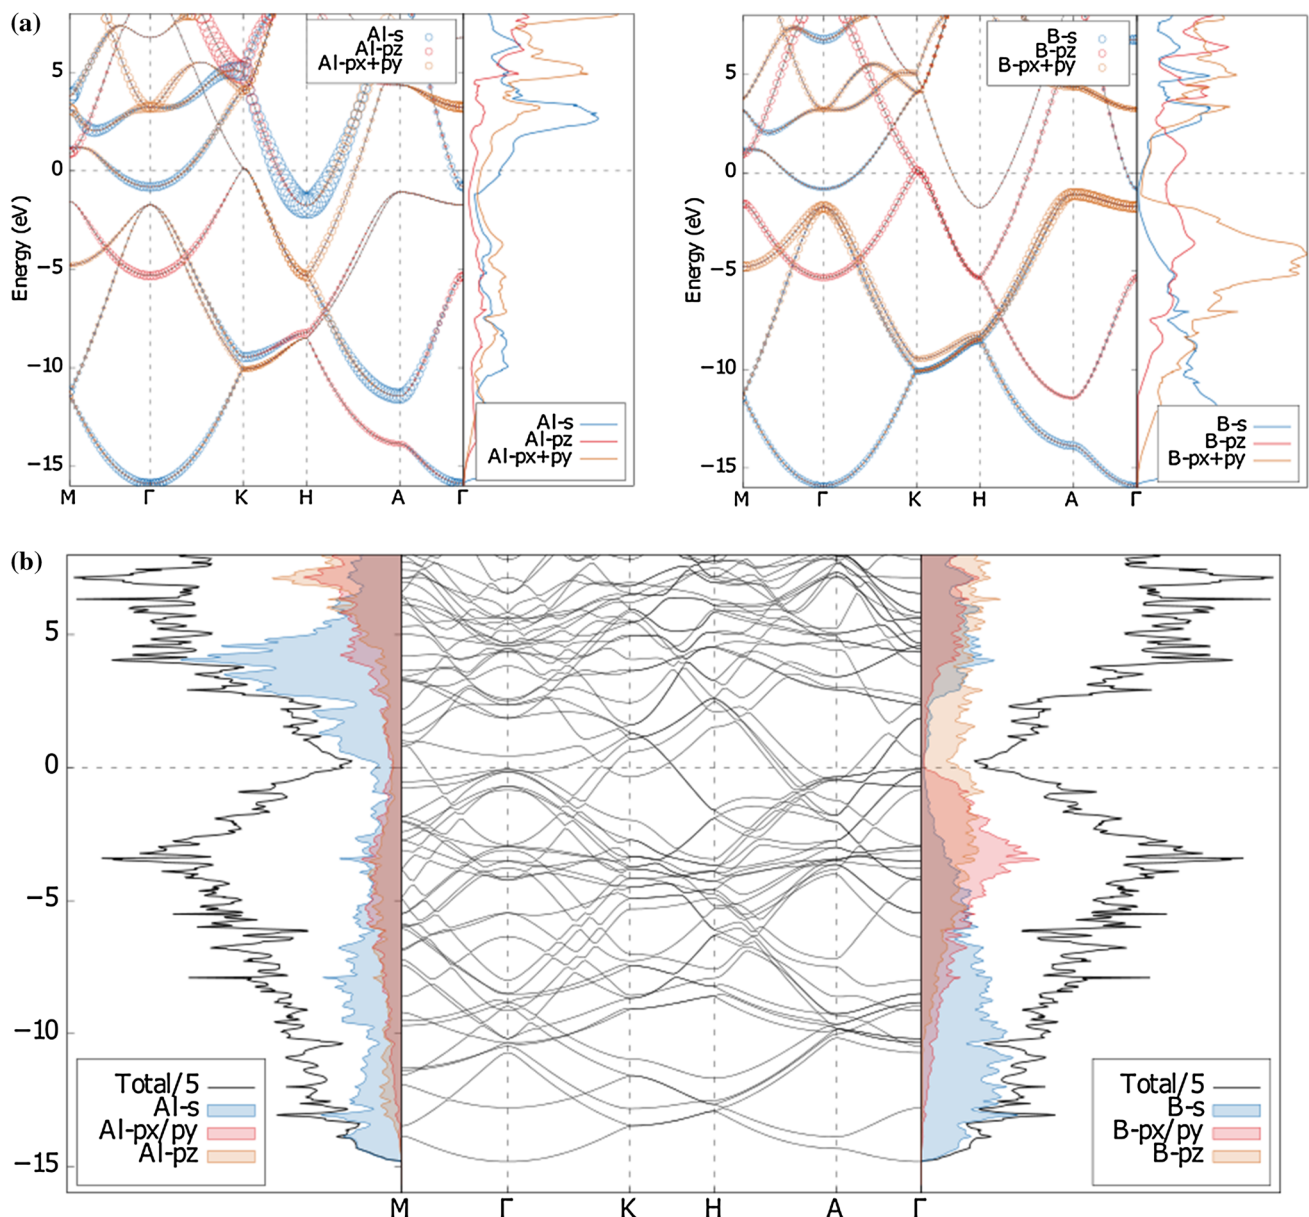 (a)
Al-s
Al-pz
Al-px+py
5
0
−5
−10
−15
Energy (eV)
Al-s
Al-pz
Al-px+py
M Γ K H A Γ
B-s
B-pz
B-px+py
5
0
−5
−10
−15
Energy (eV)
B-s
B-pz
B-px+py
M Γ K H A Γ
(b)
5
0
−5
−10
−15
Total/5
Al-s
Al-px/py
Al-pz
Total/5
B-s
B-px/py
B-pz
M Γ K H A Γ